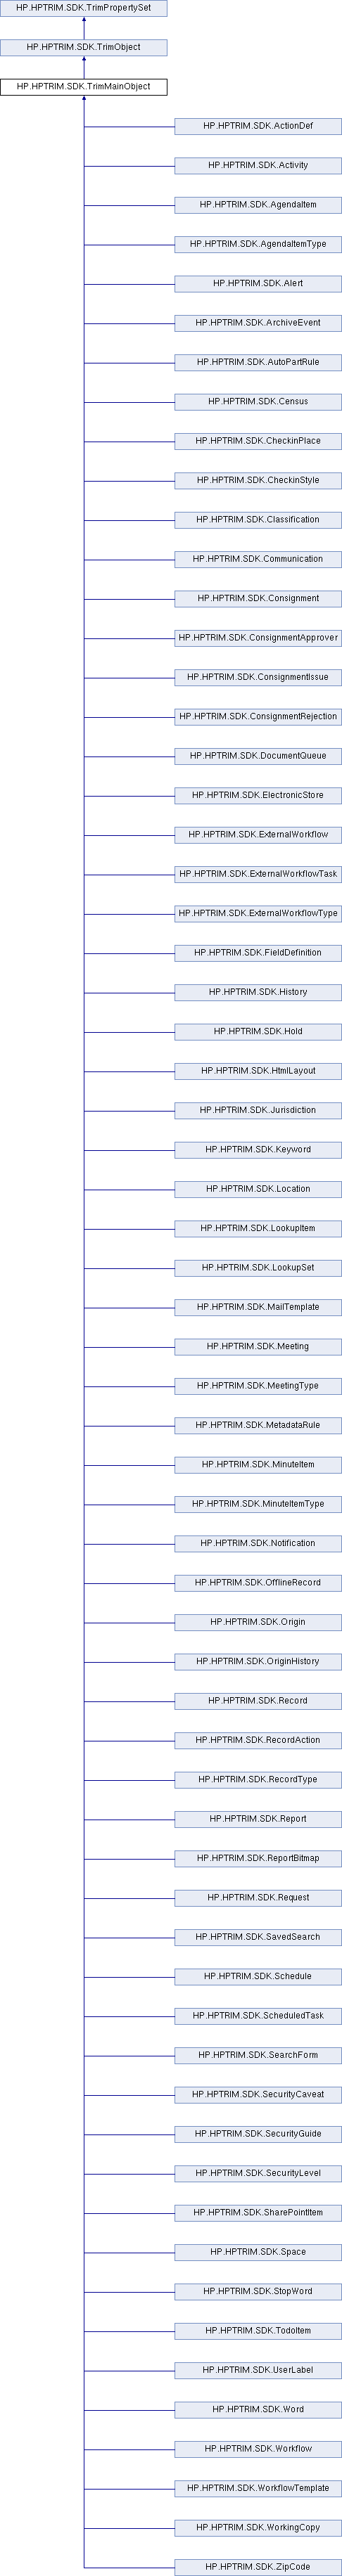 HP.HPTRIM.SDK.TrimPropertySet
HP.HPTRIM.SDK.TrimObject
HP.HPTRIM.SDK.TrimMainObject
HP.HPTRIM.SDK.ActionDef
HP.HPTRIM.SDK.Activity
HP.HPTRIM.SDK.AgendaItem
HP.HPTRIM.SDK.AgendaItemType
HP.HPTRIM.SDK.Alert
HP.HPTRIM.SDK.ArchiveEvent
HP.HPTRIM.SDK.AutoPartRule
HP.HPTRIM.SDK.Census
HP.HPTRIM.SDK.CheckinPlace
HP.HPTRIM.SDK.CheckinStyle
HP.HPTRIM.SDK.Classification
HP.HPTRIM.SDK.Communication
HP.HPTRIM.SDK.Consignment
HP.HPTRIM.SDK.ConsignmentApprover
HP.HPTRIM.SDK.ConsignmentIssue
HP.HPTRIM.SDK.ConsignmentRejection
HP.HPTRIM.SDK.DocumentQueue
HP.HPTRIM.SDK.ElectronicStore
HP.HPTRIM.SDK.ExternalWorkflow
HP.HPTRIM.SDK.ExternalWorkflowTask
HP.HPTRIM.SDK.ExternalWorkflowType
HP.HPTRIM.SDK.FieldDefinition
HP.HPTRIM.SDK.History
HP.HPTRIM.SDK.Hold
HP.HPTRIM.SDK.HtmlLayout
HP.HPTRIM.SDK.Jurisdiction
HP.HPTRIM.SDK.Keyword
HP.HPTRIM.SDK.Location
HP.HPTRIM.SDK.LookupItem
HP.HPTRIM.SDK.LookupSet
HP.HPTRIM.SDK.MailTemplate
HP.HPTRIM.SDK.Meeting
HP.HPTRIM.SDK.MeetingType
HP.HPTRIM.SDK.MetadataRule
HP.HPTRIM.SDK.MinuteItem
HP.HPTRIM.SDK.MinuteItemType
HP.HPTRIM.SDK.Notification
HP.HPTRIM.SDK.OfflineRecord
HP.HPTRIM.SDK.Origin
HP.HPTRIM.SDK.OriginHistory
HP.HPTRIM.SDK.Record
HP.HPTRIM.SDK.RecordAction
HP.HPTRIM.SDK.RecordType
HP.HPTRIM.SDK.Report
HP.HPTRIM.SDK.ReportBitmap
HP.HPTRIM.SDK.Request
HP.HPTRIM.SDK.SavedSearch
HP.HPTRIM.SDK.Schedule
HP.HPTRIM.SDK.ScheduledTask
HP.HPTRIM.SDK.SearchForm
HP.HPTRIM.SDK.SecurityCaveat
HP.HPTRIM.SDK.SecurityGuide
HP.HPTRIM.SDK.SecurityLevel
HP.HPTRIM.SDK.SharePointItem
HP.HPTRIM.SDK.Space
HP.HPTRIM.SDK.StopWord
HP.HPTRIM.SDK.TodoItem
HP.HPTRIM.SDK.UserLabel
HP.HPTRIM.SDK.Word
HP.HPTRIM.SDK.Workflow
HP.HPTRIM.SDK.WorkflowTemplate
HP.HPTRIM.SDK.WorkingCopy
HP.HPTRIM.SDK.ZipCode